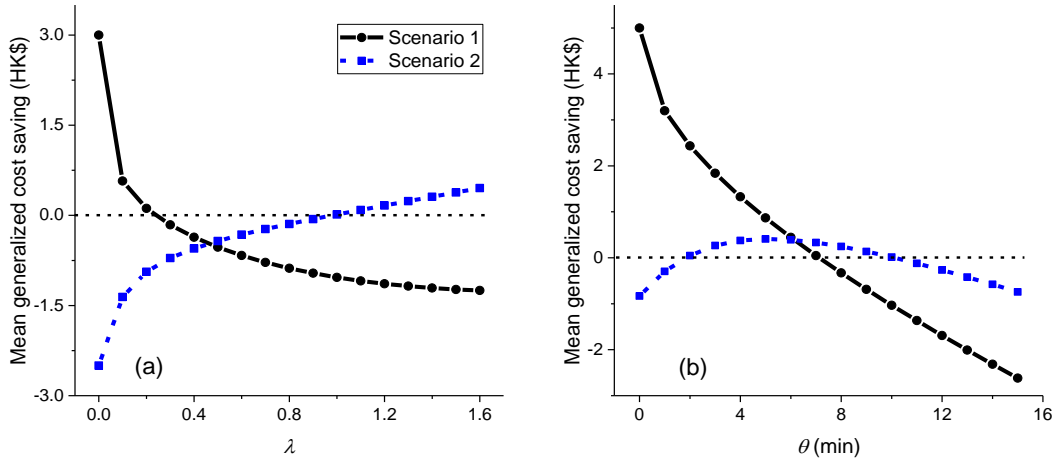 Mean generalized cost saving (HK$)
3.0
1.5
0.0
-1.5
-3.0
Scenario 1
Scenario 2
(a)
0.0 0.4 0.8 1.2 1.6
λ
Mean generalized cost saving (HK$)
4
2
0
-2
(b)
0 4 8 12 16
θ (min)